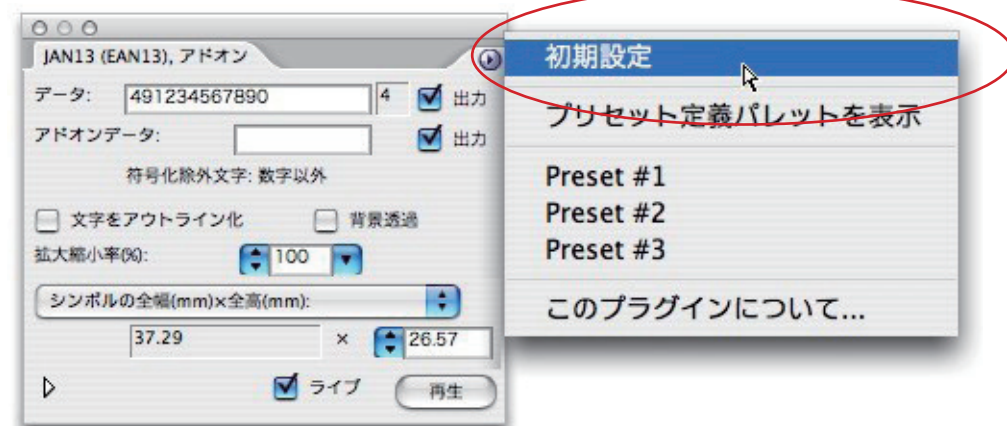 JAN13 (EAN13), アドオン
データ: 491234567890 4 出力
アドオンデータ: 出力
符号化除外文字: 数字以外
文字をアウトライン化 背景透過
拡大縮小率(%): 100
シンボルの全幅(mm)×全高(mm):
37.29 × 26.57
ライブ 再生
初期設定
プリセット定義パレットを表示
Preset #1
Preset #2
Preset #3
このプラグインについて...